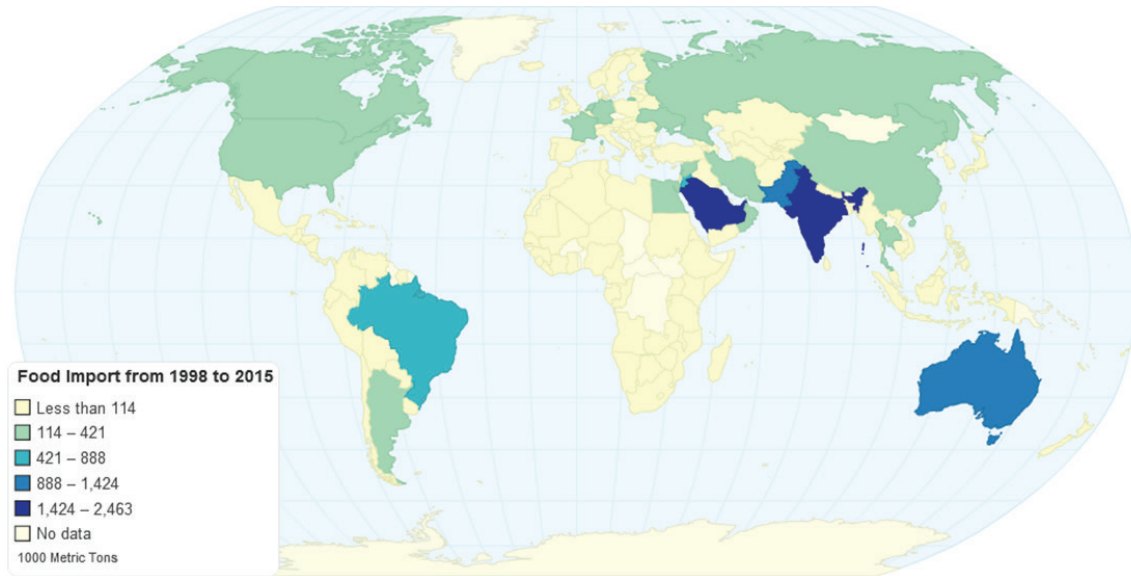 Food Import from 1998 to 2015
Less than 114
114 – 421
421 – 888
888 – 1,424
1,424 – 2,463
No data
1000 Metric Tons